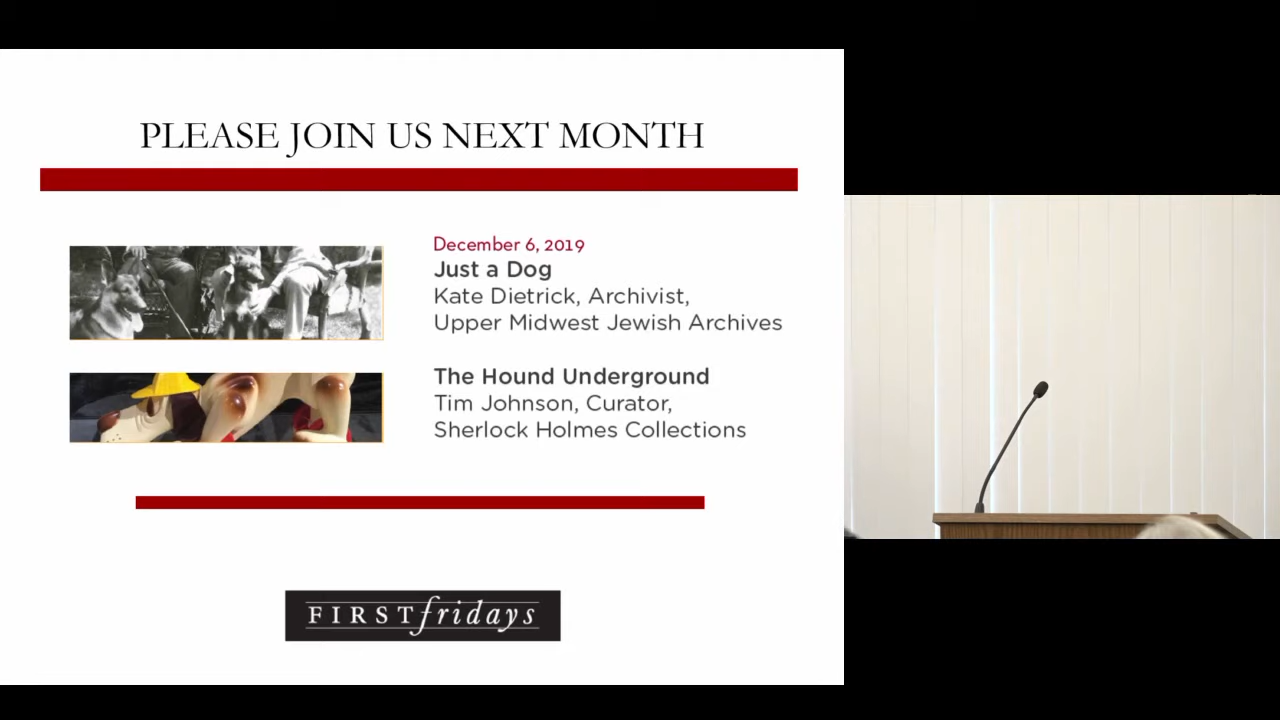 PLEASE JOIN US NEXT MONTH
December 6, 2019
Just a Dog
Kate Dietrick, Archivist,
Upper Midwest Jewish Archives
The Hound Underground
Tim Johnson, Curator,
Sherlock Holmes Collections
FIRST fridays